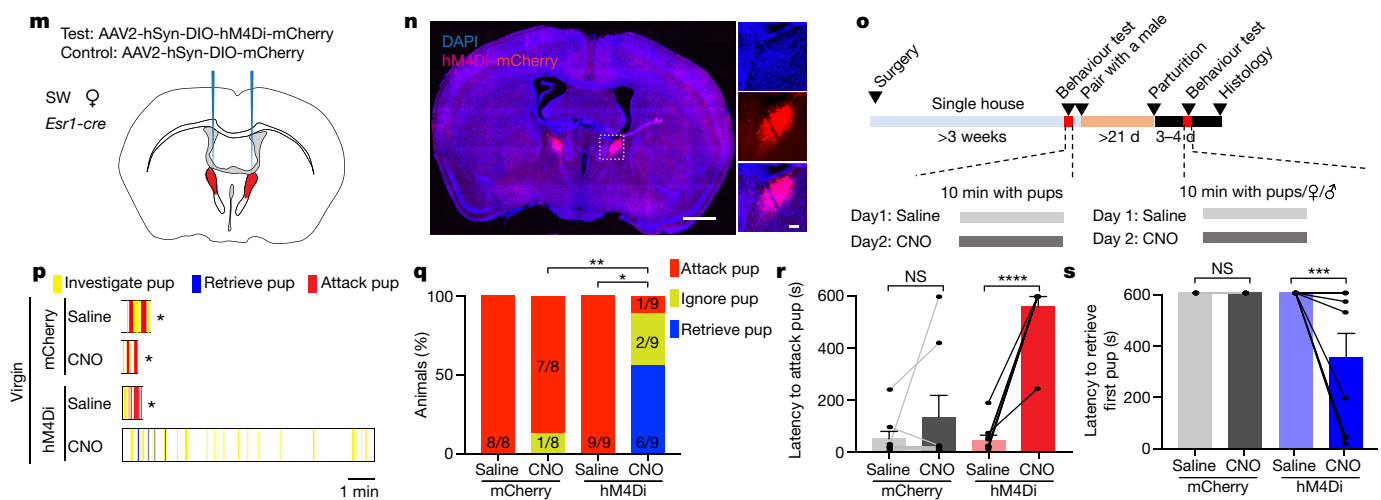 m
Test: AAV2-hSyn-DIO-hM4Di-mCherry
Control: AAV2-hSyn-DIO-mCherry
SW ♀
Esr1-cre
n
DAPI
hM4Di–mCherry
o
Surgery
Behaviour test
Pair with a male
Parturition
Behaviour test
Histology
Single house
>3 weeks
>21 d
3–4 d
10 min with pups
10 min with pups/♀/♂
Day1: Saline
Day2: CNO
Day 1: Saline
Day 2: CNO
p
Investigate pup
Retrieve pup
Attack pup
Virgin
mCherry
Saline
*
CNO
*
hM4Di
Saline
*
CNO
1 min
q
**
*
Attack pup
Ignore pup
Retrieve pup
Animals (%)
100
50
0
8/8
7/8
1/8
9/9
1/9
2/9
6/9
Saline CNO Saline CNO
mCherry hM4Di
r
NS ****
Latency to attack pup (s)
600
400
200
0
Saline CNO Saline CNO
mCherry hM4Di
s
NS ***
Latency to retrieve
first pup (s)
600
400
200
0
Saline CNO Saline CNO
mCherry hM4Di